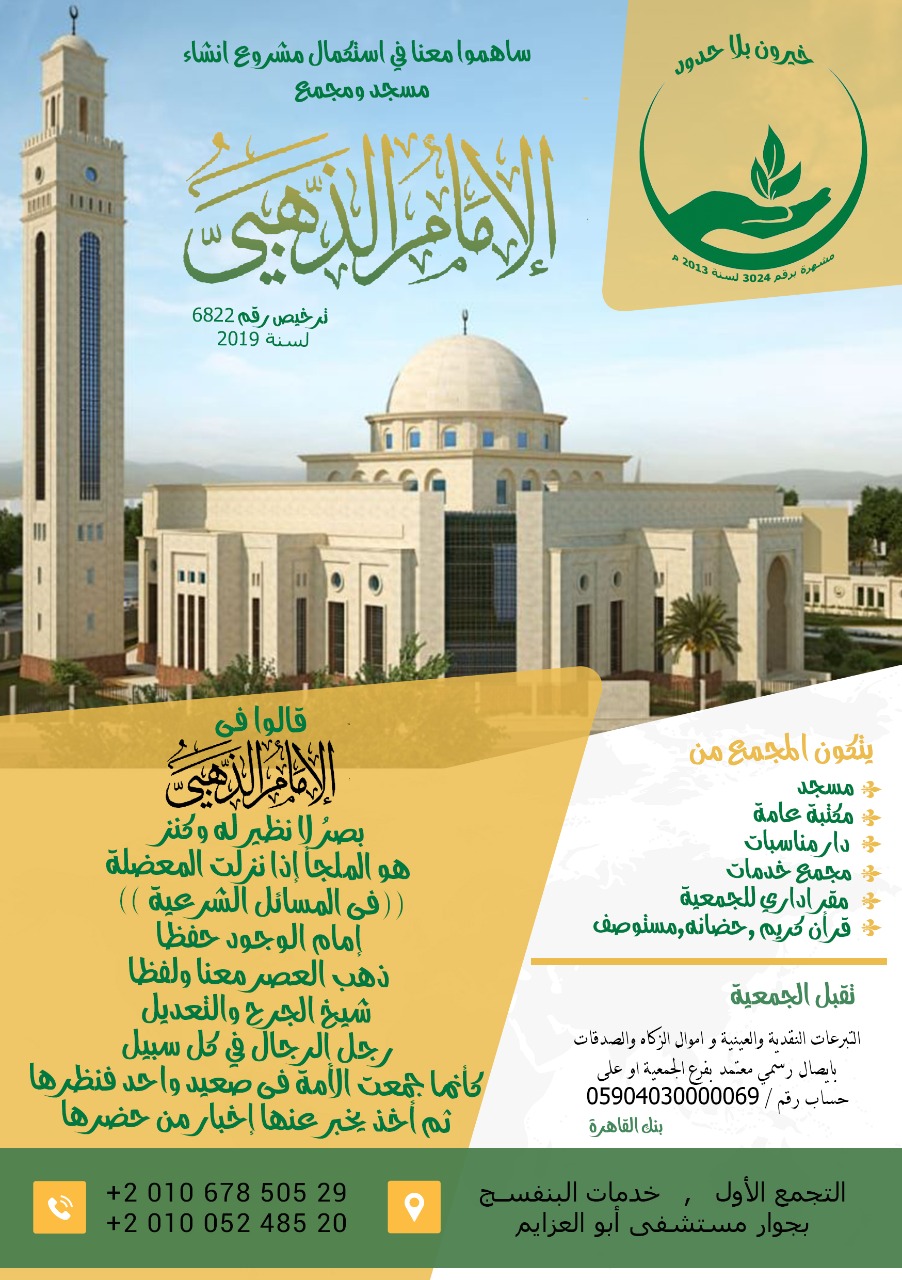 ساهموا معنا في استكمال مشروع انشاء
مسجد ومجمع
الإمام الذهبي
ترخيص رقم 6822
لسنة 2019
خيرون بلا حدود
مشهرة برقم 3024 لسنة 2013 م
قالوا فى
الإمام الذهبي
بصرُ لا نظير له وكنز
هو الملجأ إذا نزلت المعضلة
((فى المسائل الشرعية))
إمام الوجود حفظا
ذهب العصر معنا ولفظا
شيخ الجرح والتعديل
رجل الرجال في كل سبيل
كأنما جمعت الأمة فى صعيد واحد فنظرها
ثم أخذ يخبر عنها إخبار من حضرها
يتكون المجمع من
مسجد
مكتبة عامة
دار مناسبات
مجمع خدمات
مقر اداري للجمعية
قرأن كريم ,حضانه,مستوصف
تقبل الجمعية
التبرعات النقدية والعينية و اموال الزكاه والصدقات
بايصال رسمي معتمد بفرع الجمعية او على
حساب رقم / 05904030000069
بنك القاهرة
التجمع الأول , خدمات البنفسج
بجوار مستشفى أبو العزايم
+2 010 678 505 29
+2 010 052 485 20